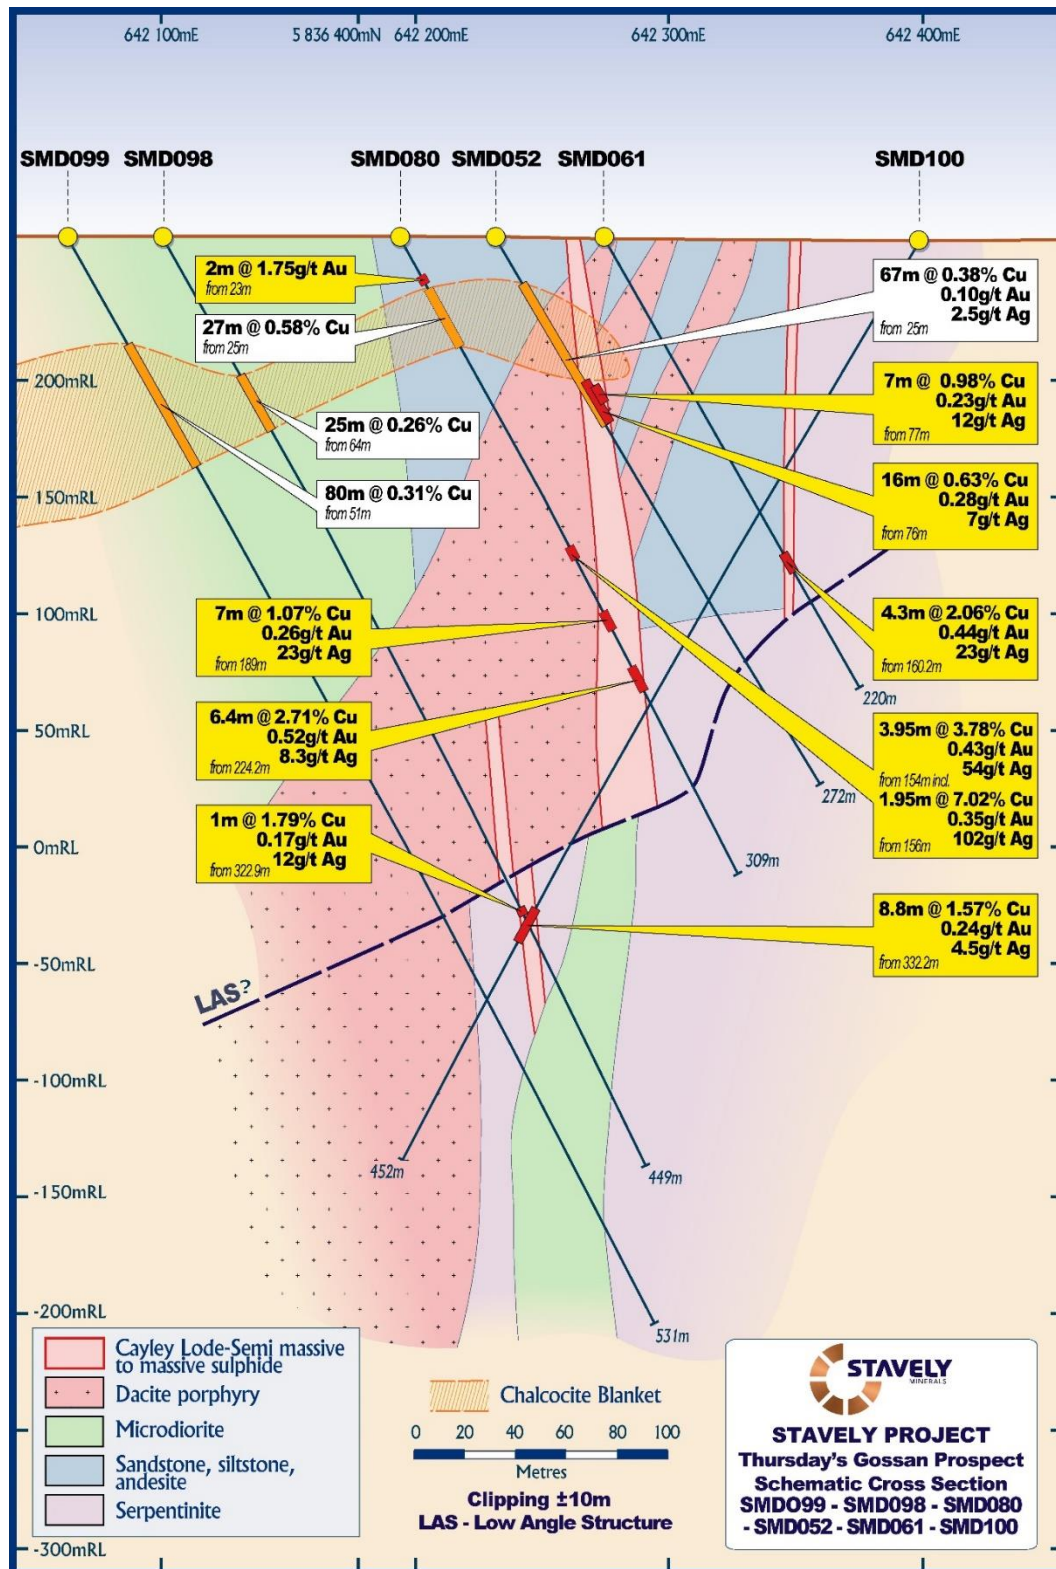 642 100mE
5 836 400mN
642 200mE
642 300mE
642 400mE
SMD099
SMD098
SMD080
SMD052
SMD061
SMD100
2m @ 1.75g/t Au
from 23m
27m @ 0.58% Cu
from 25m
67m @ 0.38% Cu
0.10g/t Au
2.5g/t Ag
from 25m
200mRL
7m @ 0.98% Cu
0.23g/t Au
12g/t Ag
from 77m
25m @ 0.26% Cu
from 64m
16m @ 0.63% Cu
0.28g/t Au
7g/t Ag
from 76m
80m @ 0.31% Cu
from 51m
150mRL
100mRL
7m @ 1.07% Cu
0.26g/t Au
23g/t Ag
from 189m
4.3m @ 2.06% Cu
0.44g/t Au
23g/t Ag
from 160.2m
220m
50mRL
6.4m @ 2.71% Cu
0.52g/t Au
8.3g/t Ag
from 224.2m
3.95m @ 3.78% Cu
0.43g/t Au
54g/t Ag
from 154m incl.
1.95m @ 7.02% Cu
0.35g/t Au
102g/t Ag
from 156m
272m
0mRL
1m @ 1.79% Cu
0.17g/t Au
12g/t Ag
from 322.9m
309m
8.8m @ 1.57% Cu
0.24g/t Au
4.5g/t Ag
from 332.2m
-50mRL
LAS?
-100mRL
452m
449m
-150mRL
-200mRL
531m
Cayley Lode-Semi massive
to massive sulphide
Dacite porphyry
Microdiorite
Sandstone, siltstone,
andesite
Serpentinite
Chalcocite Blanket
0 20 40 60 80 100
Metres
Clipping ±10m
LAS - Low Angle Structure
STAVELY
MINERALS
STAVELY PROJECT
Thursday's Gossan Prospect
Schematic Cross Section
SMDO99 - SMD098 - SMD080
- SMD052 - SMD061 - SMD100
-300mRL